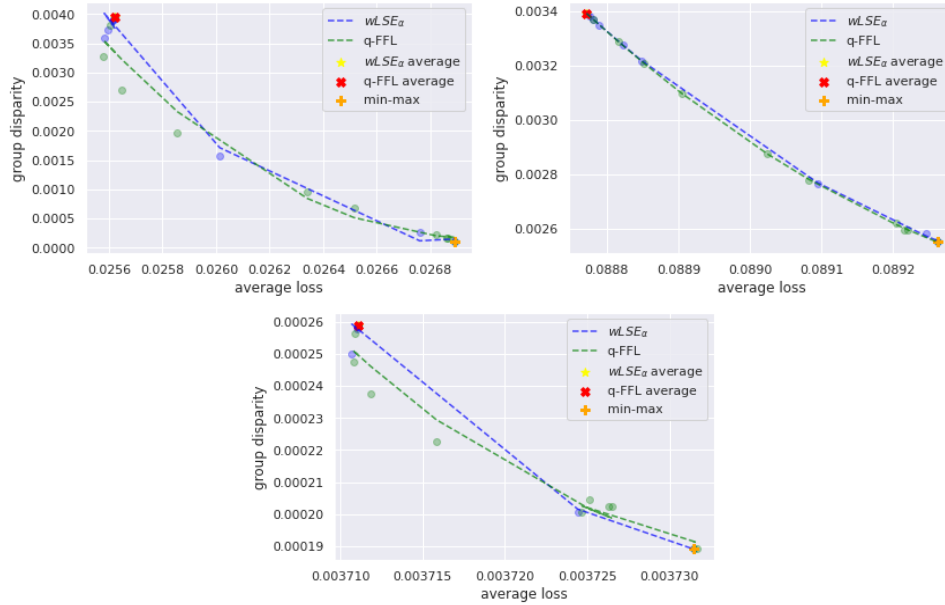 0.0040
0.0035
0.0030
0.0025
0.0020
0.0015
0.0010
0.0005
0.0000
group disparity
wLSEα
q-FFL
wLSEα average
q-FFL average
min-max
0.0256 0.0258 0.0260 0.0262 0.0264 0.0266 0.0268
average loss
0.0034
0.0032
0.0030
0.0028
0.0026
group disparity
wLSEα
q-FFL
wLSEα average
q-FFL average
min-max
0.0888 0.0889 0.0890 0.0891 0.0892
average loss
0.00026
0.00025
0.00024
0.00023
0.00022
0.00021
0.00020
0.00019
group disparity
wLSEα
q-FFL
wLSEα average
q-FFL average
min-max
0.003710 0.003715 0.003720 0.003725 0.003730
average loss